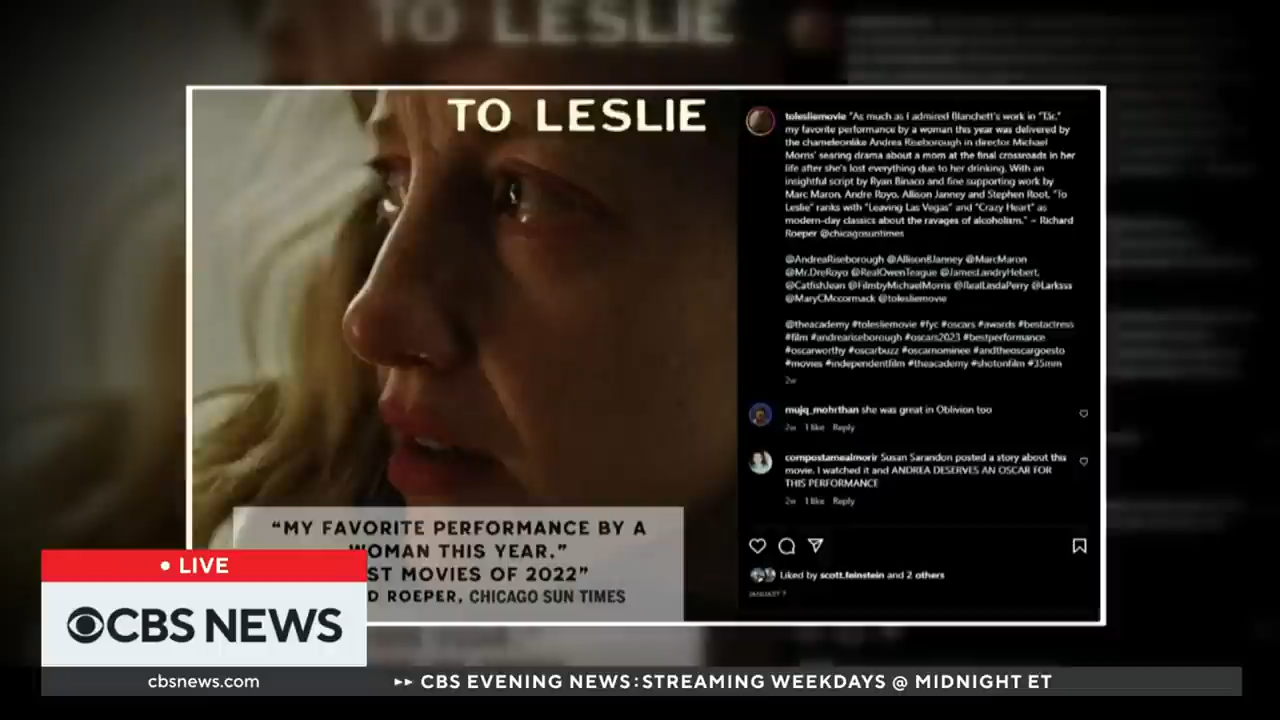 TO LESLIE
TO LESLIE
tolesliemovie "As much as I admired Blanchett's work in "Tár,"
my favorite performance by a woman this year was delivered by
the chameleonlike Andrea Riseborough in director Michael
Morris' searing drama about a mom at the final crossroads in her
life after she's lost everything due to her drinking. With an
insightful script by Ryan Binaco and fine supporting work by
Marc Maron, Andre Royo, Allison Janney and Stephen Root, "To
Leslie" ranks with "Leaving Las Vegas" and "Crazy Heart" as
modern-day classics about the ravages of alcoholism." – Richard
Roeper @chicagosuntimes
@AndreaRiseborough @AllisonBJanney @MarcMaron
@Mr.DreRoyo @RealOwenTeague @JamesLandryHebert,
@CatfishJean @FilmbyMichaelMorris @RealLindaPerry @Larksss
@MaryCMccormack @tolesliemovie
@theacademy #tolesliemovie #fyc #oscars #awards #bestactress
#film #andreariseborough #oscars2023 #bestperformance
#oscarworthy #oscarbuzz #oscarnominee #andtheoscargoesto
#movies #independentfilm #theacademy #shotonfilm #35mm
2w
mujq_mohrthan she was great in Oblivion too
2w 1 like Reply
compostamealmorir Susan Sarandon posted a story about this
movie. I watched it and ANDREA DESERVES AN OSCAR FOR
THIS PERFORMANCE
2w 1 like Reply
Liked by scott.feinstein and 2 others
JANUARY 7
"MY FAVORITE PERFORMANCE BY A
WOMAN THIS YEAR."
ST MOVIES OF 2022"
D ROEPER, CHICAGO SUN TIMES
• LIVE
CBS NEWS
cbsnews.com
CBS EVENING NEWS: STREAMING WEEKDAYS @ MIDNIGHT ET